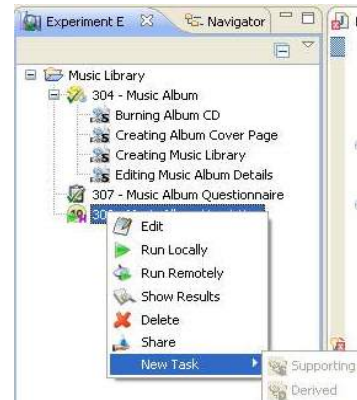 Experiment E
Navigator
Music Library
304 - Music Album
Burning Album CD
Creating Album Cover Page
Creating Music Library
Editing Music Album Details
307 - Music Album Questionnaire
Edit
Run Locally
Run Remotely
Show Results
Delete
Share
New Task
Supporting
Derived